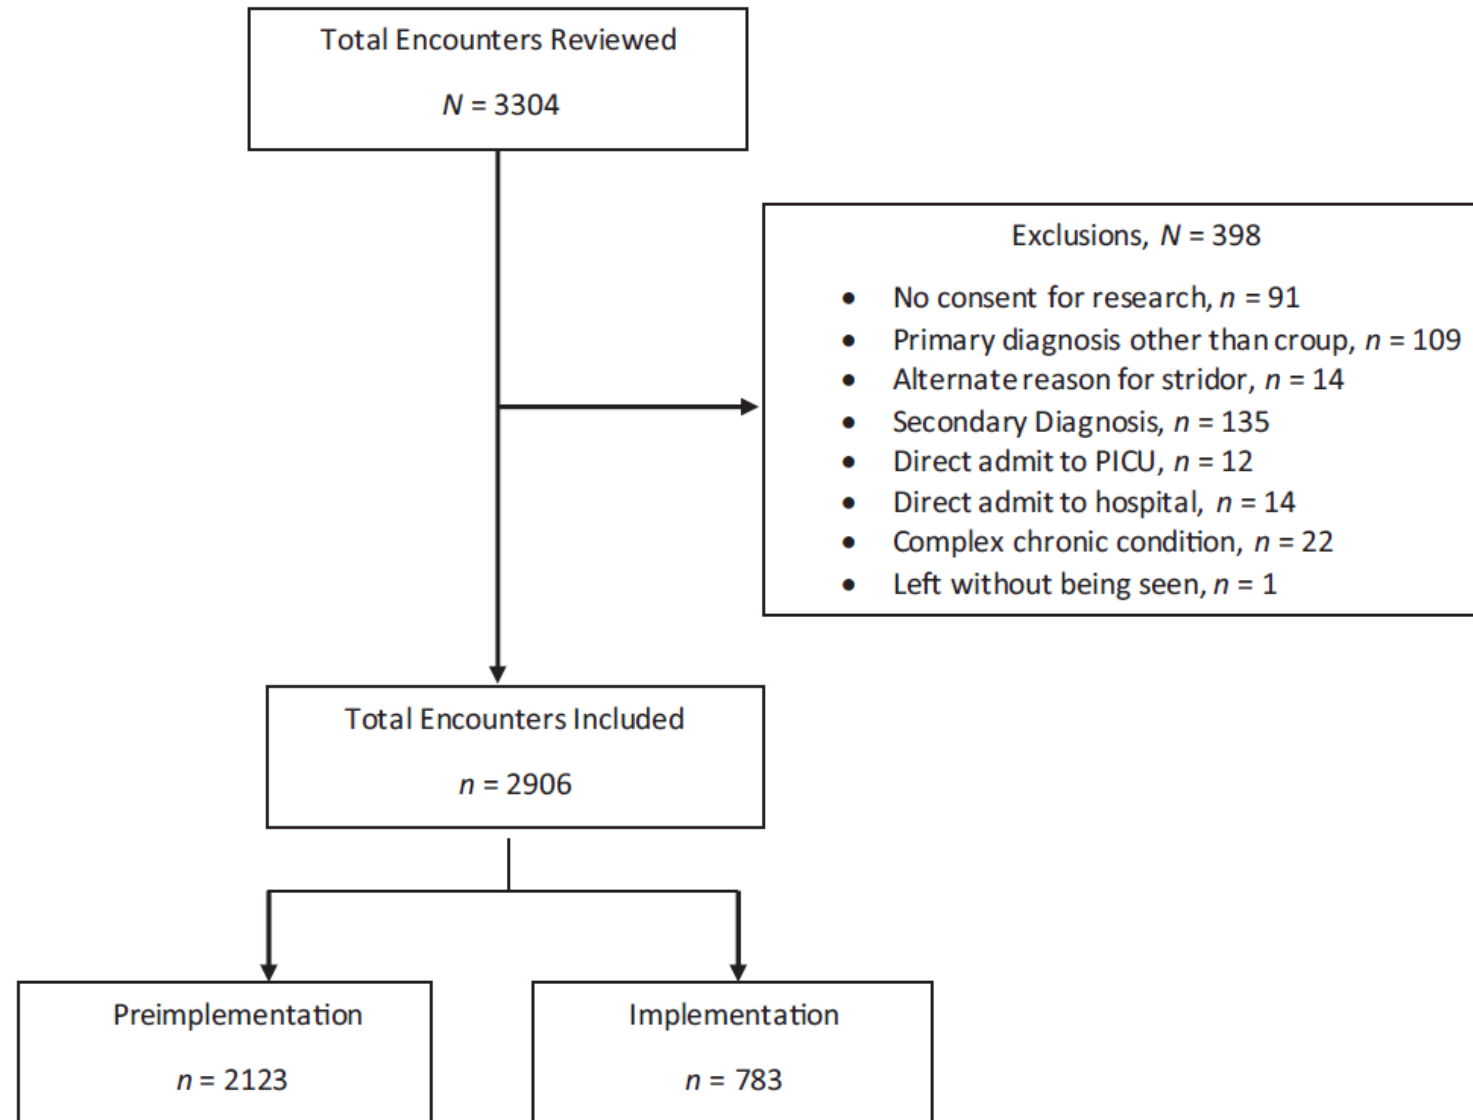 Total Encounters Reviewed
N = 3304
Exclusions, N = 398
• No consent for research, n = 91
• Primary diagnosis other than croup, n = 109
• Alternate reason for stridor, n = 14
• Secondary Diagnosis, n = 135
• Direct admit to PICU, n = 12
• Direct admit to hospital, n = 14
• Complex chronic condition, n = 22
• Left without being seen, n = 1
Total Encounters Included
n = 2906
Preimplementation
n = 2123
Implementation
n = 783